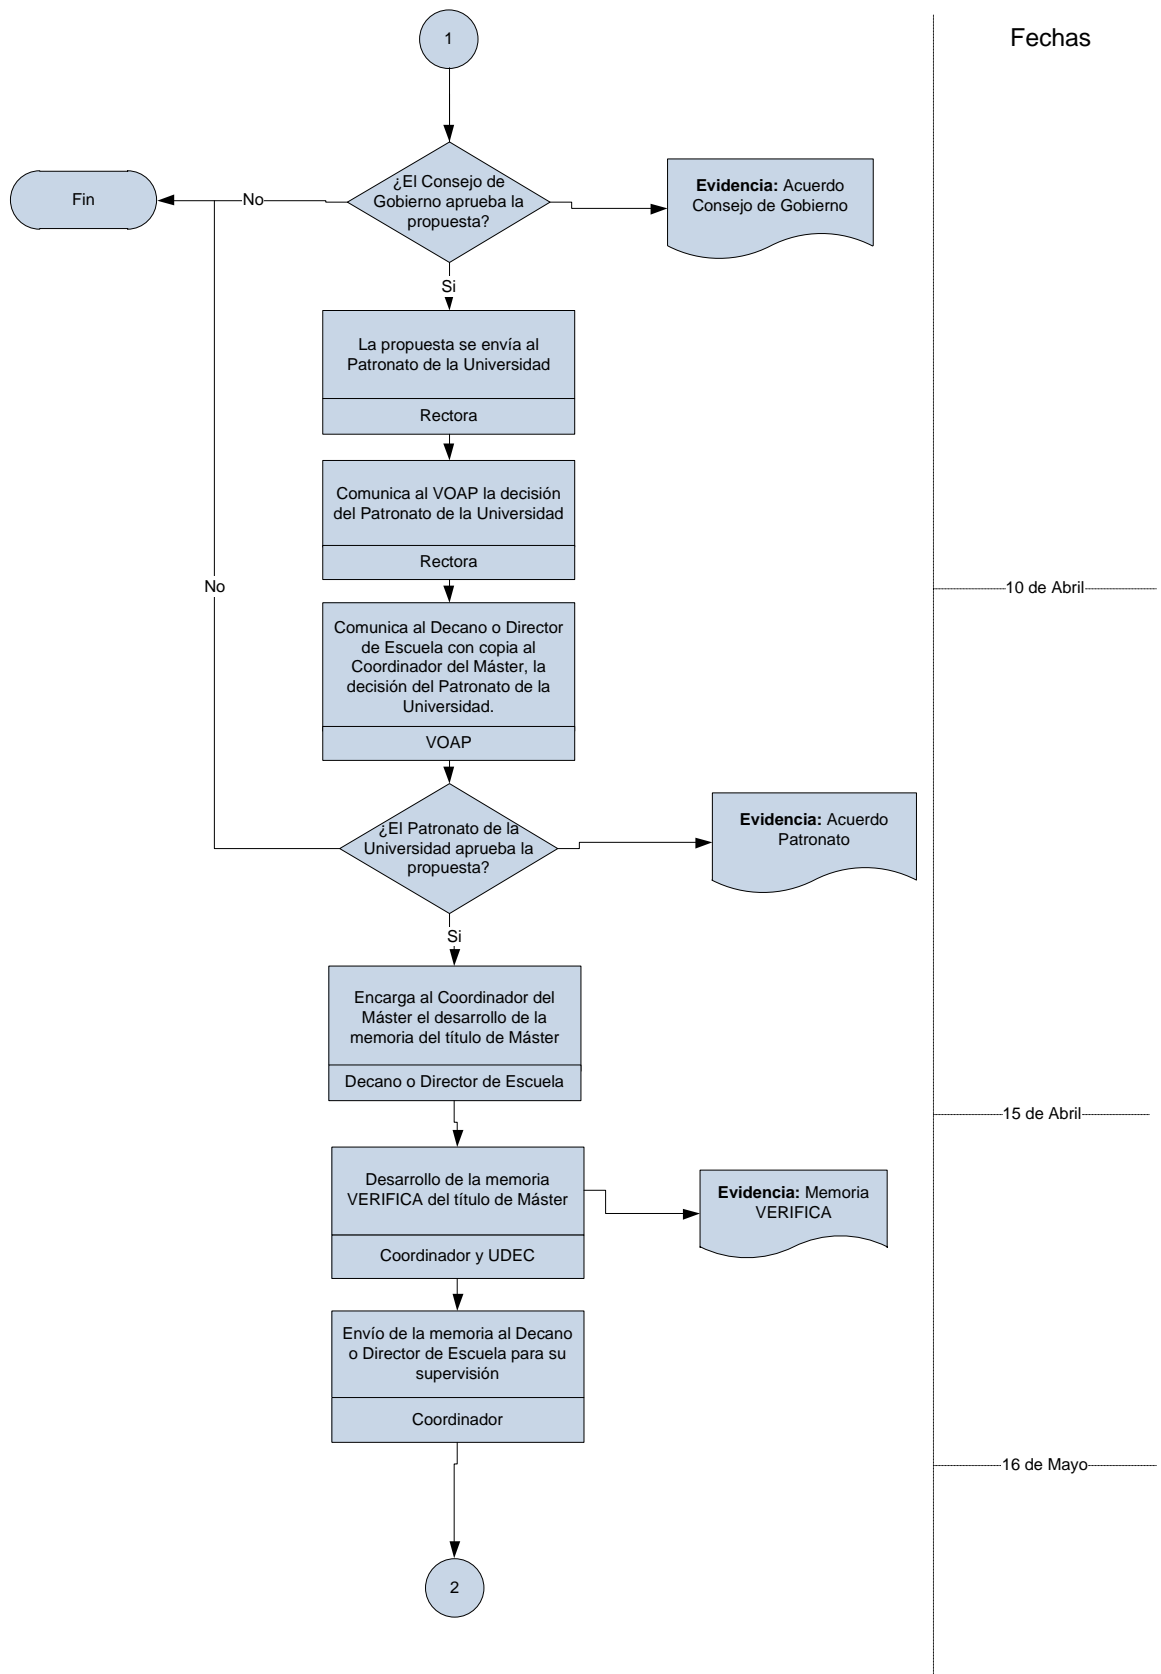 1
Fechas
¿El Consejo de
Gobierno aprueba la
propuesta?
Evidencia: Acuerdo
Consejo de Gobierno
Fin
No
Si
La propuesta se envía al
Patronato de la Universidad
Rectora
Comunica al VOAP la decisión
del Patronato de la Universidad
Rectora
No
10 de Abril
Comunica al Decano o Director
de Escuela con copia al
Coordinador del Máster, la
decisión del Patronato de la
Universidad.
VOAP
¿El Patronato de la
Universidad aprueba la
propuesta?
Evidencia: Acuerdo
Patronato
Si
Encarga al Coordinador del
Máster el desarrollo de la
memoria del título de Máster
Decano o Director de Escuela
15 de Abril
Desarrollo de la memoria
VERIFICA del título de Máster
Coordinador y UDEC
Evidencia: Memoria
VERIFICA
Envío de la memoria al Decano
o Director de Escuela para su
supervisión
Coordinador
16 de Mayo
2